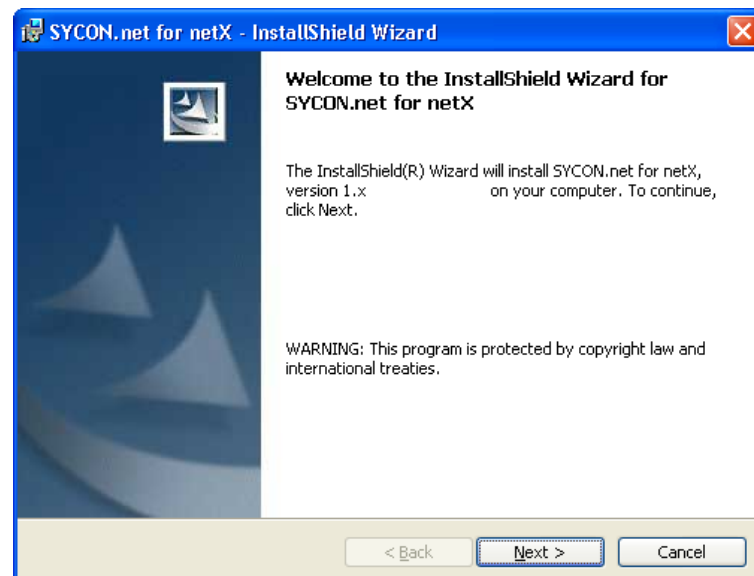 SYCON.net for netX - InstallShield Wizard
Welcome to the InstallShield Wizard for
SYCON.net for netX
The InstallShield(R) Wizard will install SYCON.net for netX,
version 1.x on your computer. To continue,
click Next.
WARNING: This program is protected by copyright law and
international treaties.
< Back Next > Cancel